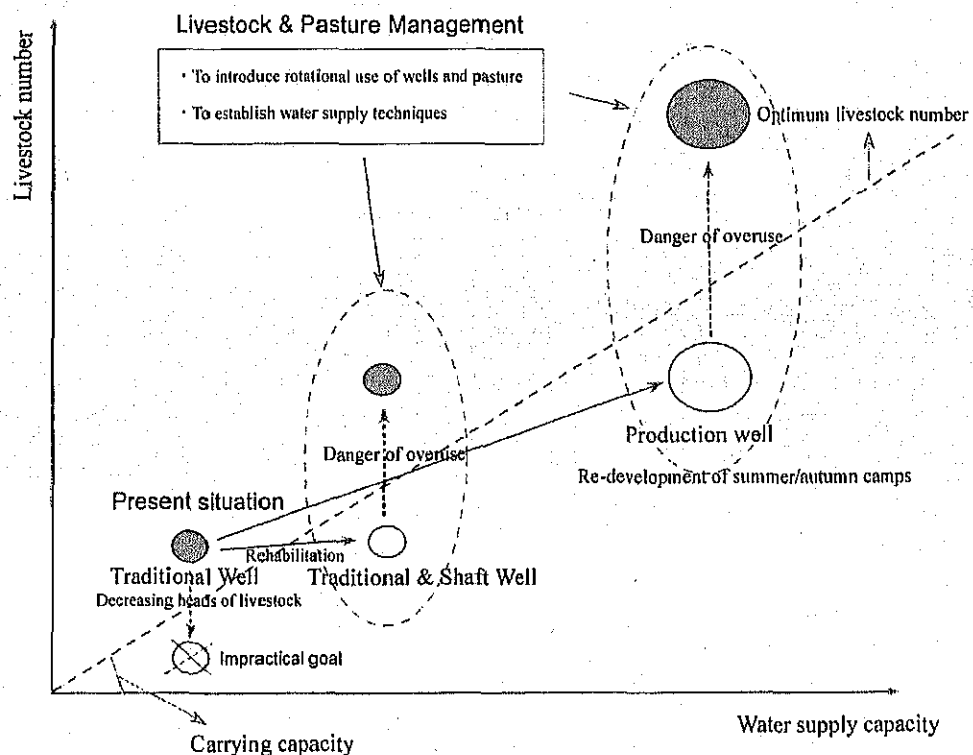 Livestock & Pasture Management
· To introduce rotational use of wells and pasture
· To establish water supply techniques
Livestock number
Optimum livestock number
Danger of overuse
Production well
Re-development of summer/autumn camps
Danger of overuse
Present situation
Rehabilitation
Traditional Well
Traditional & Shaft Well
Decreasing heads of livestock
Impractical goal
Water supply capacity
Carrying capacity